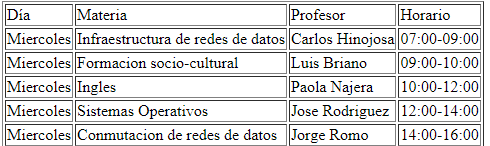 Día Materia Profesor Horario
Miercoles Infraestructura de redes de datos Carlos Hinojosa 07:00-09:00
Miercoles Formacion socio-cultural Luis Briano 09:00-10:00
Miercoles Ingles Paola Najera 10:00-12:00
Miercoles Sistemas Operativos Jose Rodriguez 12:00-14:00
Miercoles Conmutacion de redes de datos Jorge Romo 14:00-16:00